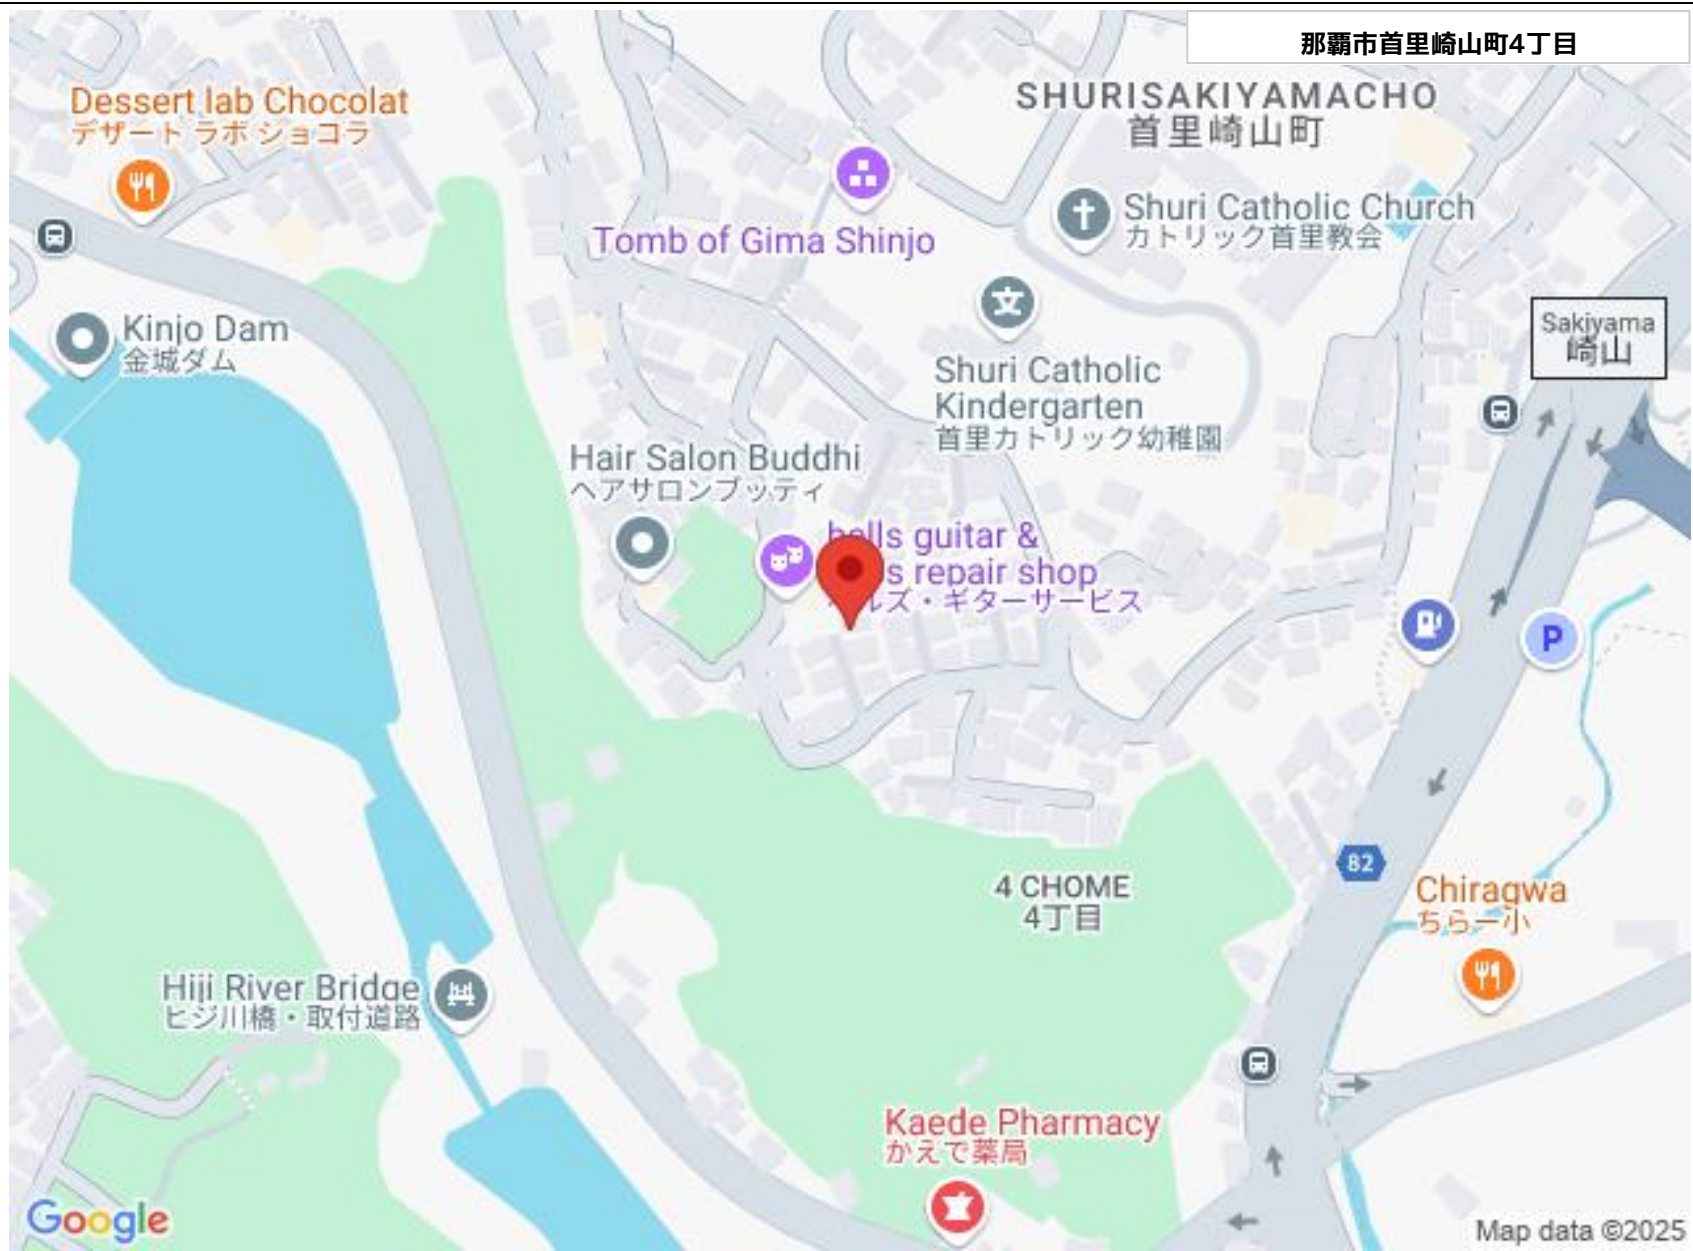 那覇市首里崎山町4丁目
Dessert lab Chocolat
デザート ラボ ショコラ
SHURISAKIYAMACHO
首里崎山町
Shuri Catholic Church
カトリック首里教会
Tomb of Gima Shinjo
Kinjo Dam
金城ダム
Sakiyama
崎山
Shuri Catholic
Kindergarten
首里カトリック幼稚園
Hair Salon Buddhi
ヘアサロンブッティ
guitar &
repair shop
ギターサービス
P
82
4 CHOME
4丁目
Chiragwa
ちらー小
Hiji River Bridge
ヒジ川橋・取付道路
Kaede Pharmacy
かえで薬局
Google
Map data ©2025